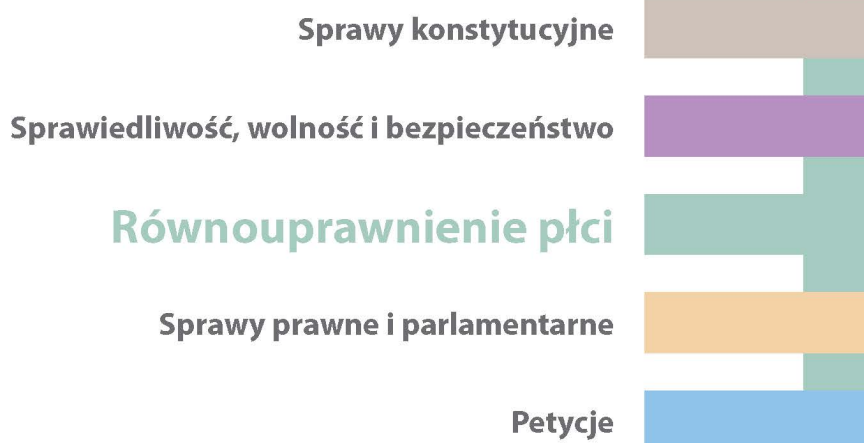 Sprawy konstytucyjne
Sprawiedliwość, wolność i bezpieczeństwo
Równouprawnienie płci
Sprawy prawne i parlamentarne
Petycje